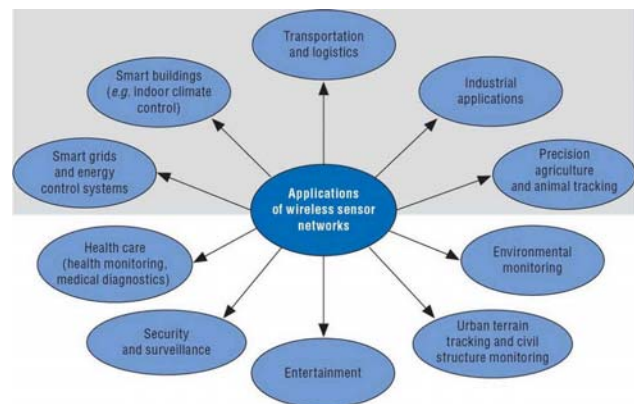 Transportation
and logistics
Smart buildings
(e.g. indoor climate
control)
Industrial
applications
Smart grids
and energy
control systems
Precision
agriculture
and animal tracking
Applications
of wireless sensor
networks
Health care
(health monitoring,
medical diagnostics)
Environmental
monitoring
Security
and surveillance
Urban terrain
tracking and civil
structure monitoring
Entertainment